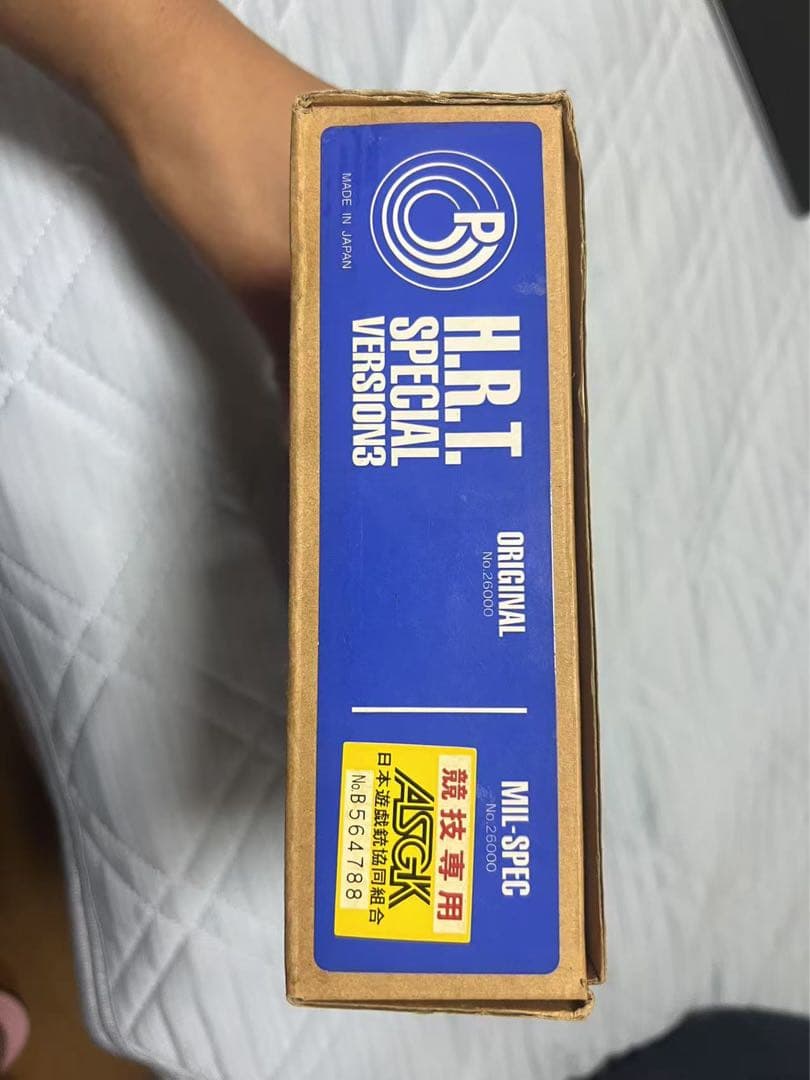 P
MADE IN JAPAN
H.R.T.
SPECIAL
VERSION3
ORIGINAL
No.26000
MIL-SPEC
No.26000
競技専用
ASGK
日本遊戯銃協同組合
No.B564788